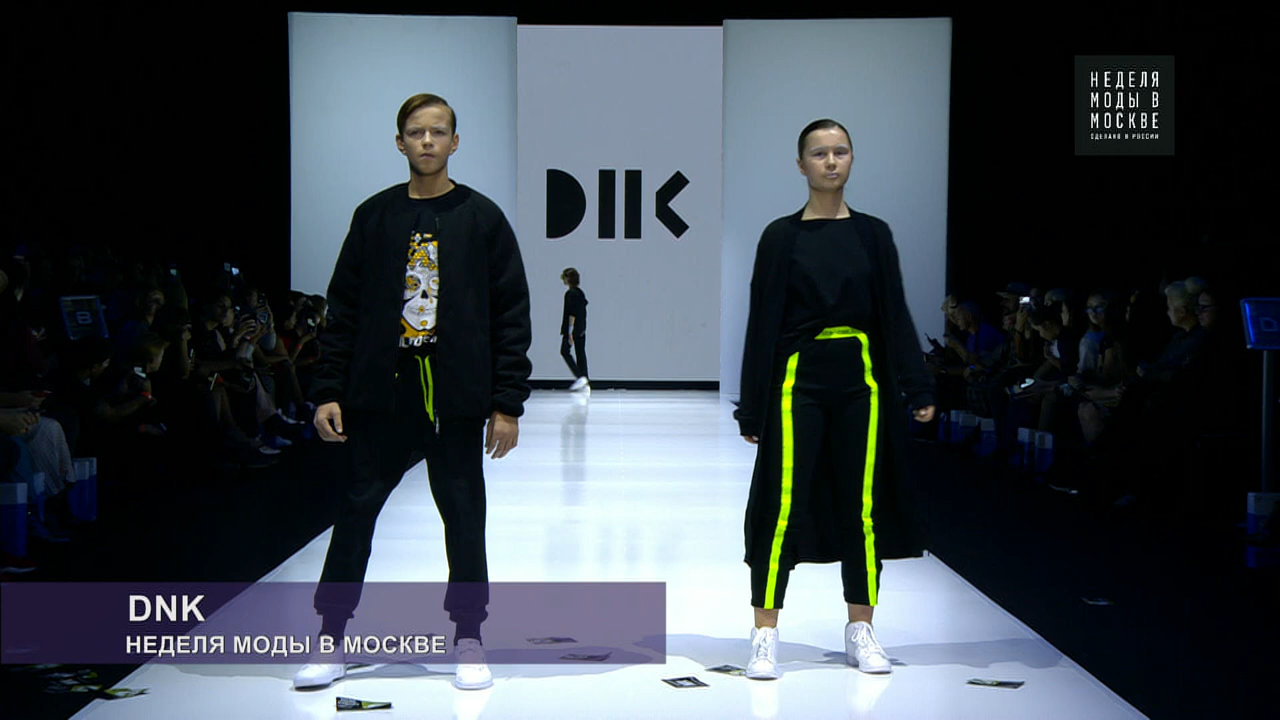 НЕДЕЛЯ
МОДЫ В
МОСКВЕ
СДЕЛАНО В РОССИИ
DNK
DNK
НЕДЕЛЯ МОДЫ В МОСКВЕ